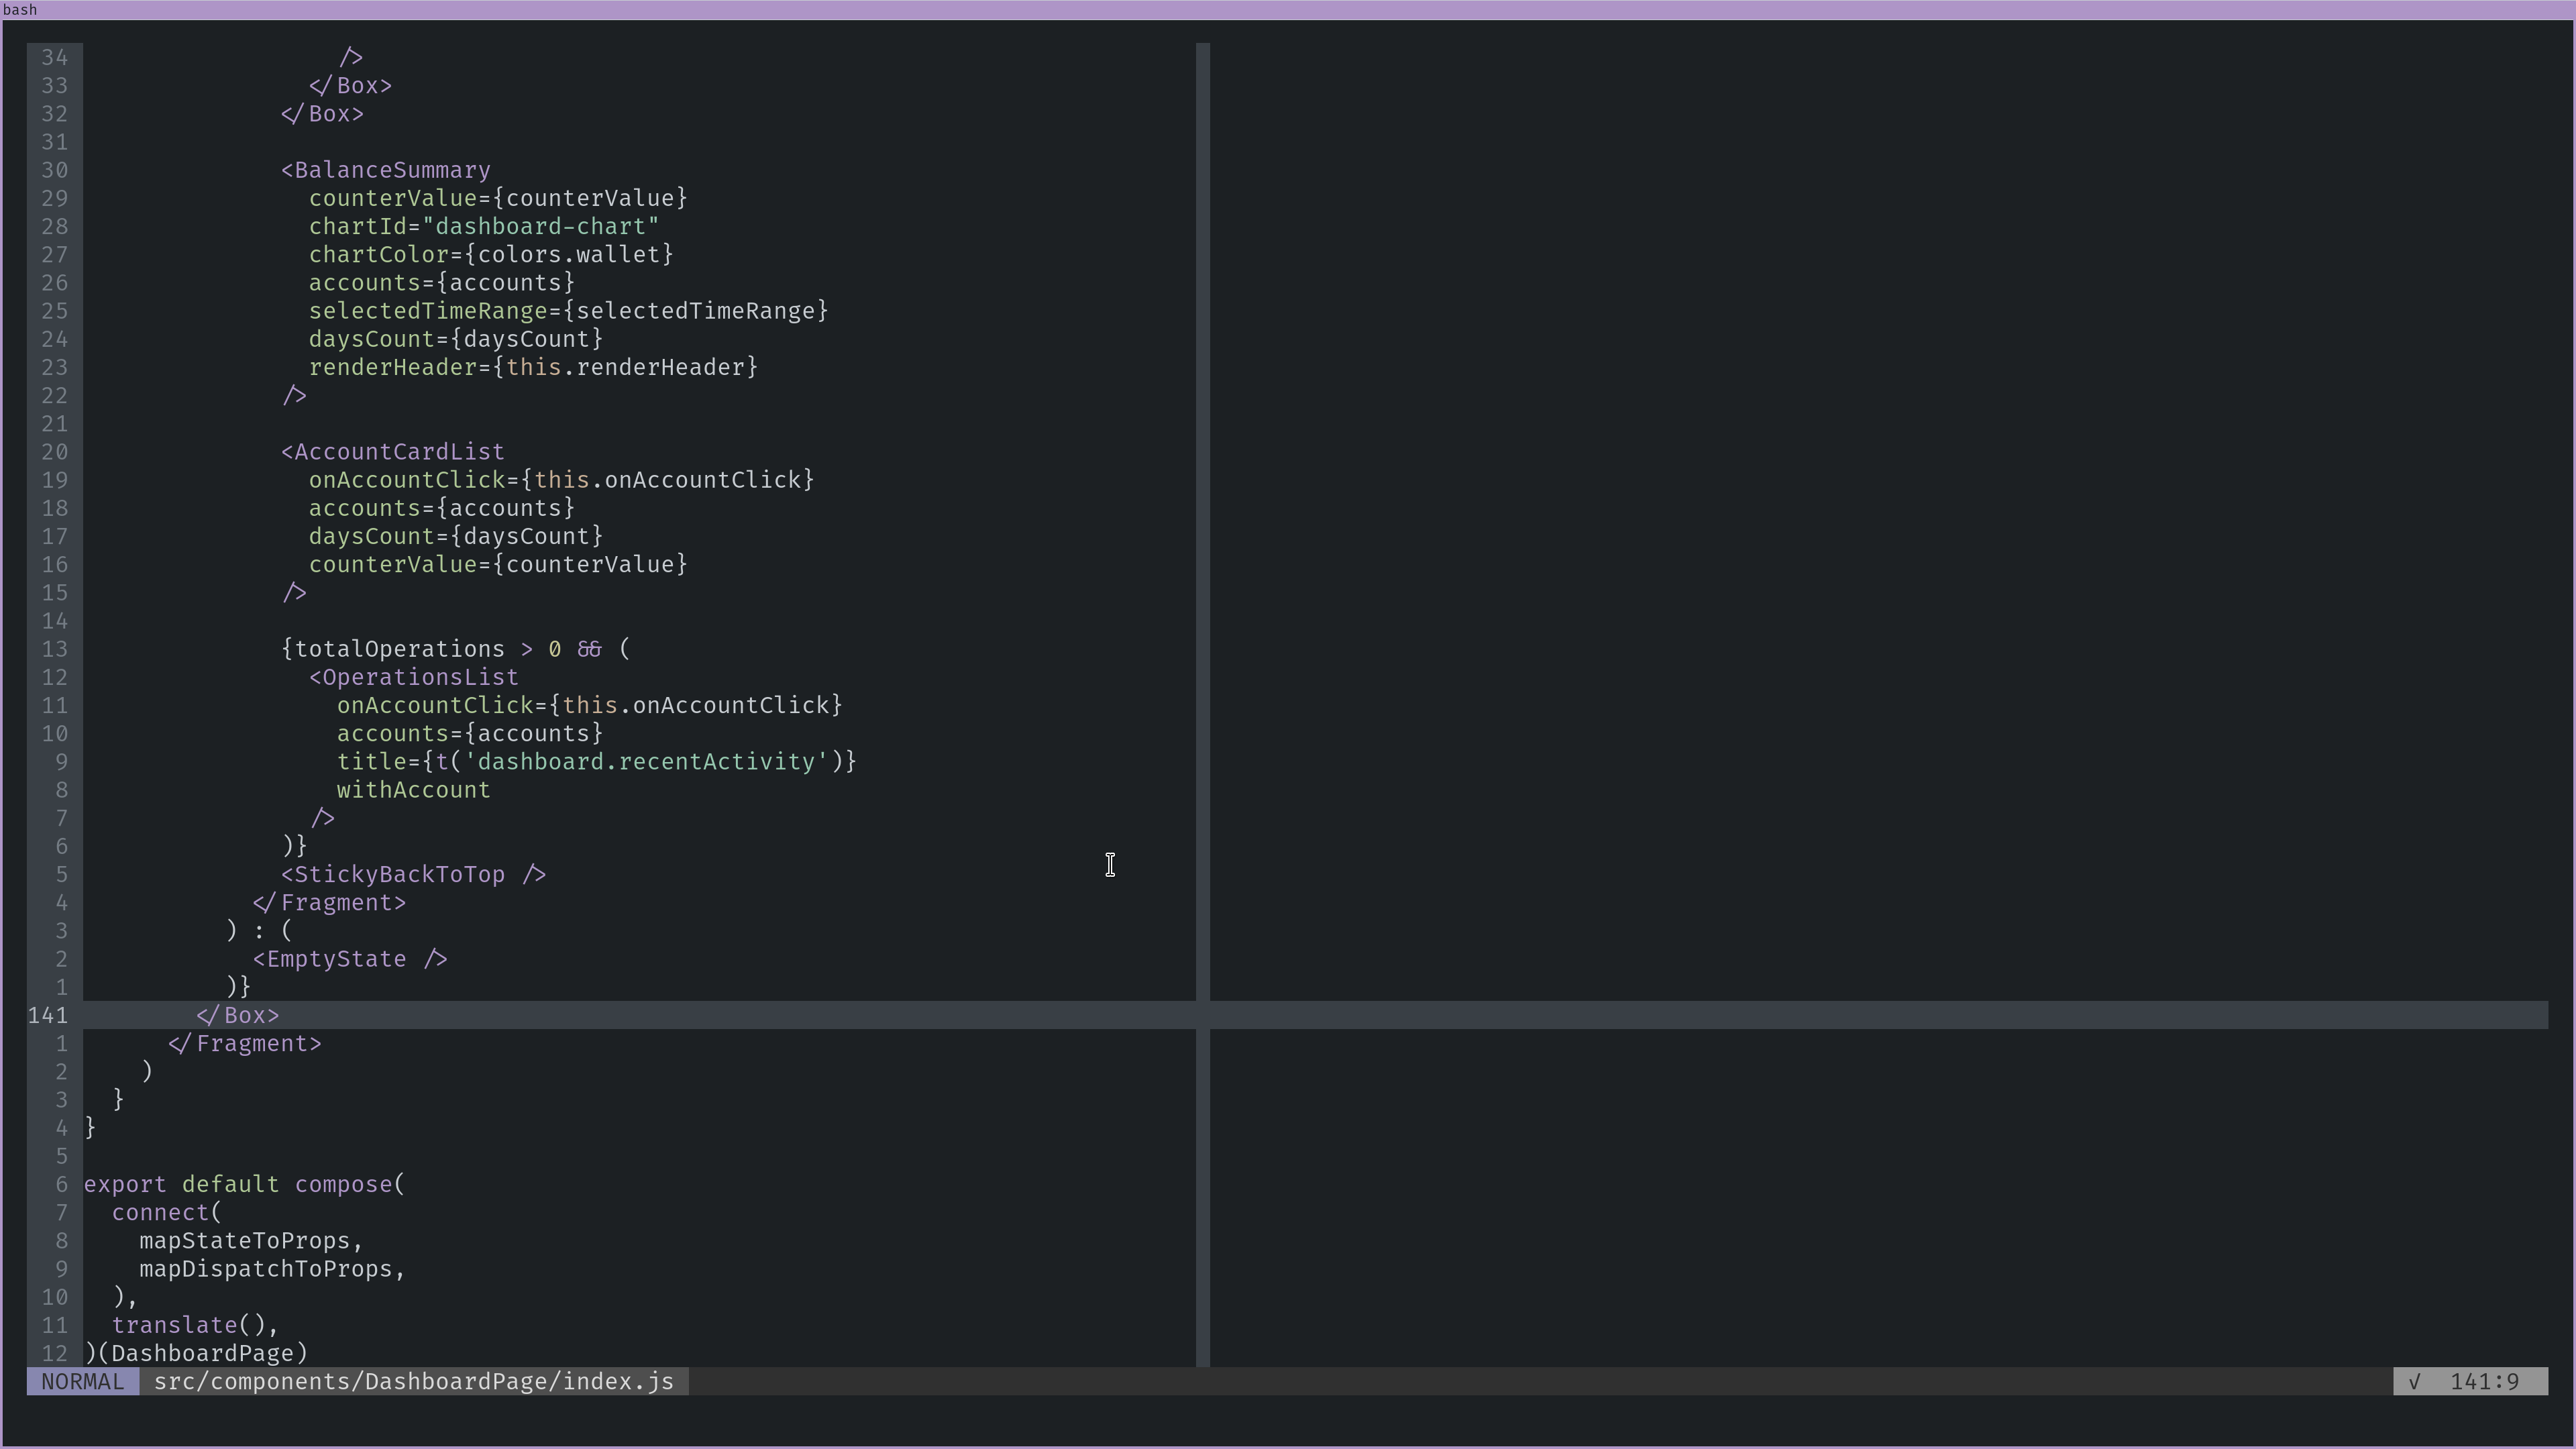 bash
34                   />
33                 </Box>
32               </Box>
31
30               <BalanceSummary
29                 counterValue={counterValue}
28                 chartId="dashboard-chart"
27                 chartColor={colors.wallet}
26                 accounts={accounts}
25                 selectedTimeRange={selectedTimeRange}
24                 daysCount={daysCount}
23                 renderHeader={this.renderHeader}
22               />
21
20               <AccountCardList
19                 onAccountClick={this.onAccountClick}
18                 accounts={accounts}
17                 daysCount={daysCount}
16                 counterValue={counterValue}
15               />
14
13               {totalOperations > 0 && (
12                 <OperationsList
11                   onAccountClick={this.onAccountClick}
10                   accounts={accounts}
9                   title={t('dashboard.recentActivity')}
8                   withAccount
7                 />
6               )}
5               <StickyBackToTop />
4             </Fragment>
3           ) : (
2             <EmptyState />
1           )}
141         </Box>
1       </Fragment>
2     )
3   }
4 }
5
6 export default compose(
7   connect(
8     mapStateToProps,
9     mapDispatchToProps,
10   ),
11   translate(),
12 )(DashboardPage)
NORMAL src/components/DashboardPage/index.js √ 141:9